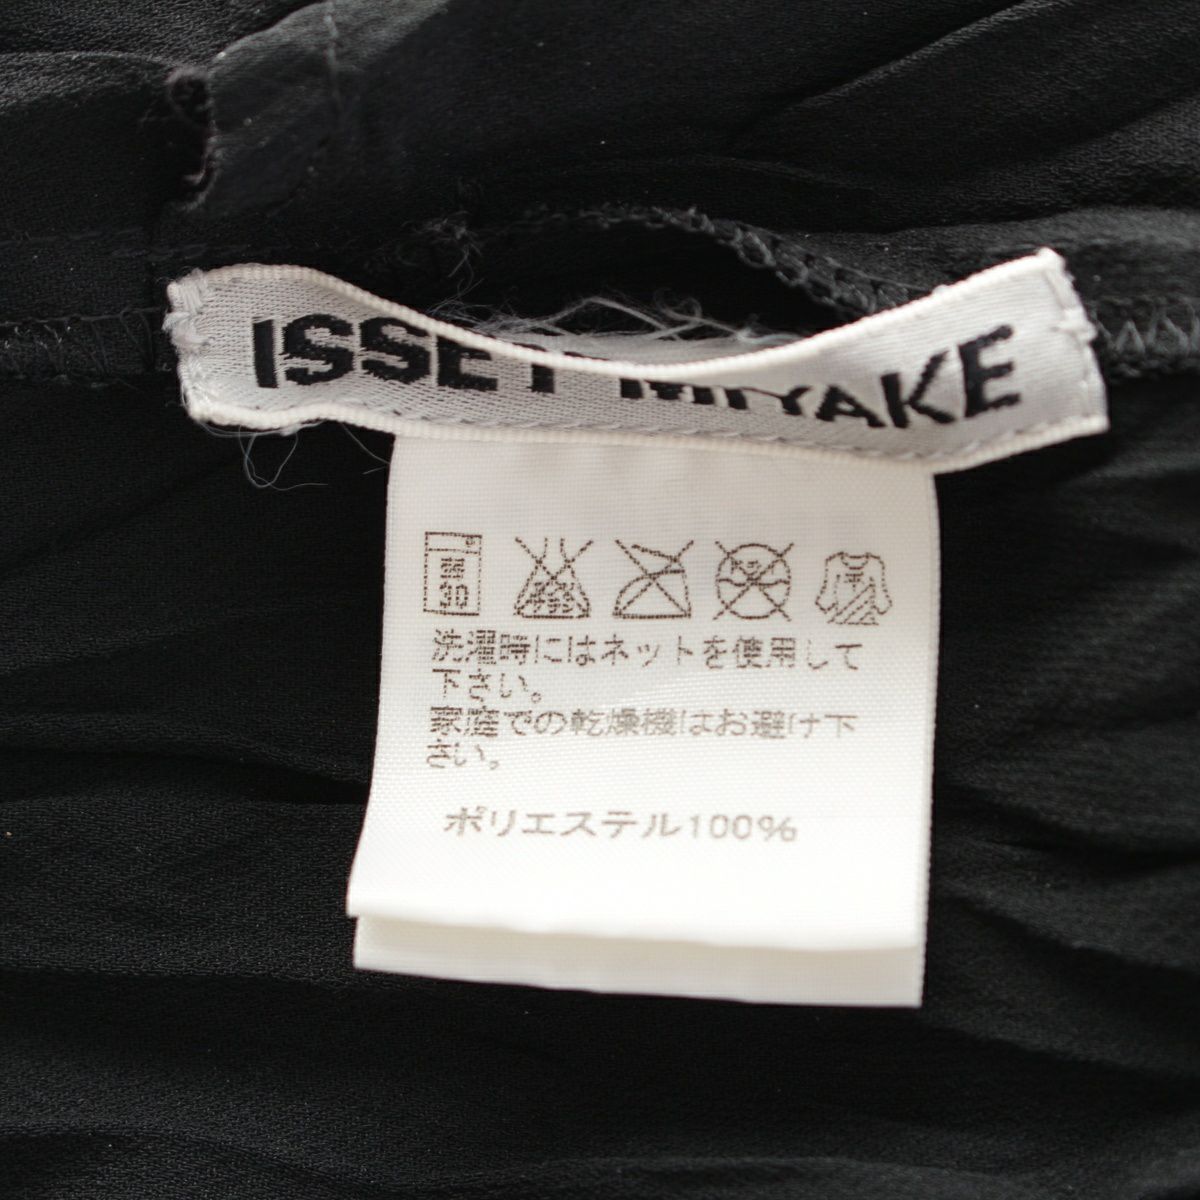 ISSEY MIYAKE
30
洗濯時にはネットを使用して
下さい。
家庭での乾燥機はお避け下
さい。
ポリエステル100%